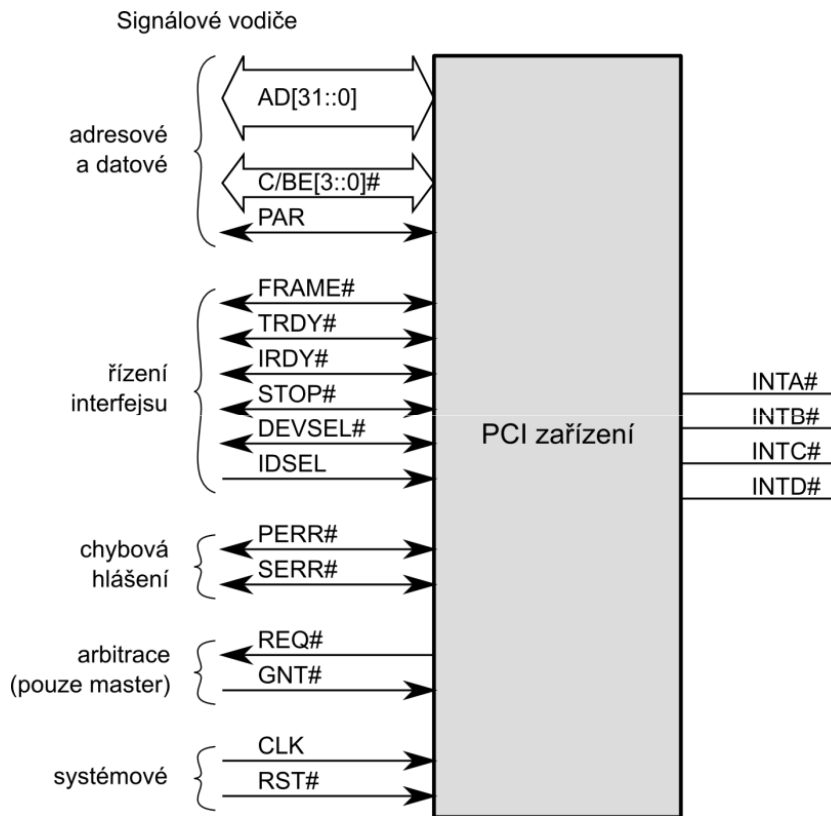 Signálové vodiče
adresové
a datové
AD[31::0]
C/BE[3::0]#
PAR
řízení
interfejsu
FRAME#
TRDY#
IRDY#
STOP#
DEVSEL#
IDSEL
chybová
hlášení
PERR#
SERR#
arbitrace
(pouze master)
REQ#
GNT#
systémové
CLK
RST#
PCI zařízení
INTA#
INTB#
INTC#
INTD#